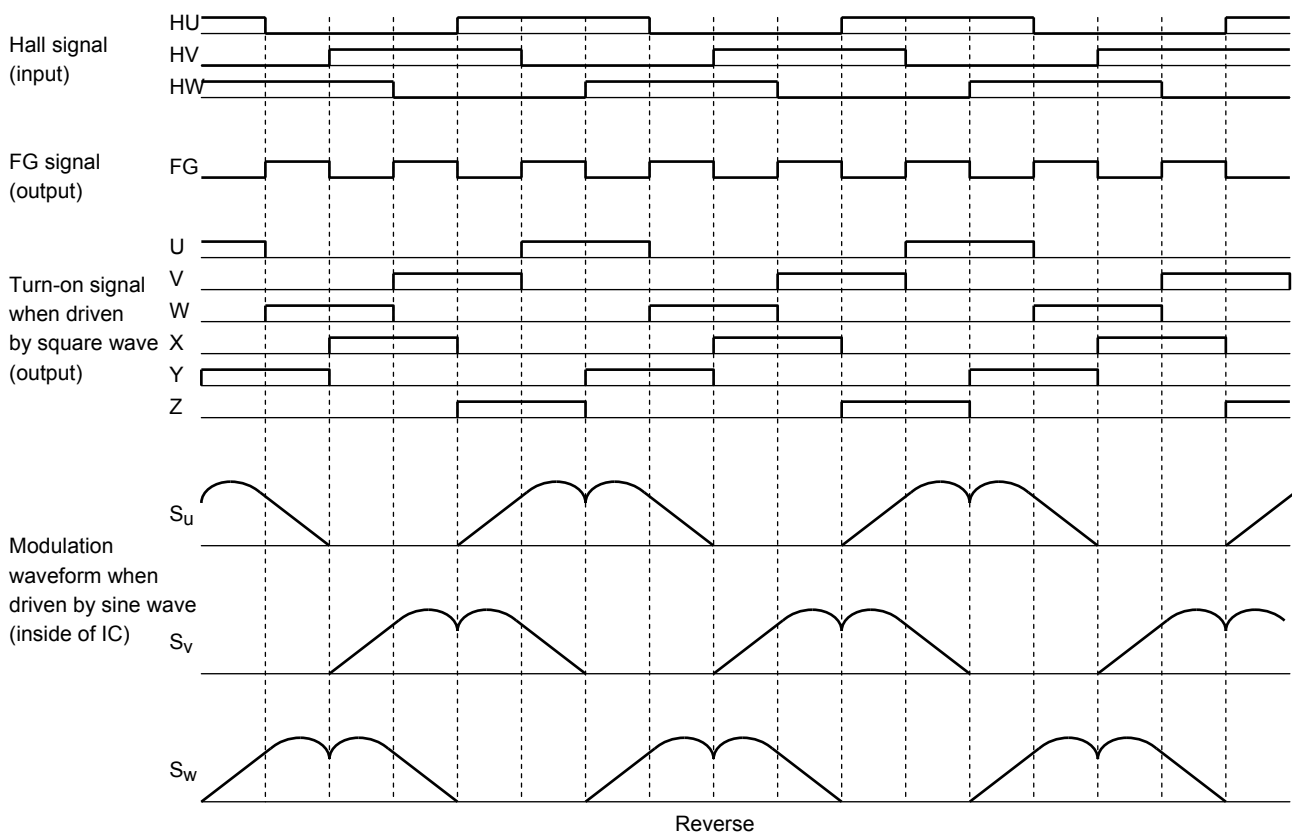 HU
Hall signal
(input)
HV
HW
FG signal
(output)
FG
U
Turn-on signal
when driven
by square wave
(output)
V
W
X
Y
Z
Su
Modulation
waveform when
driven by sine wave
(inside of IC)
Sv
Sw
Reverse